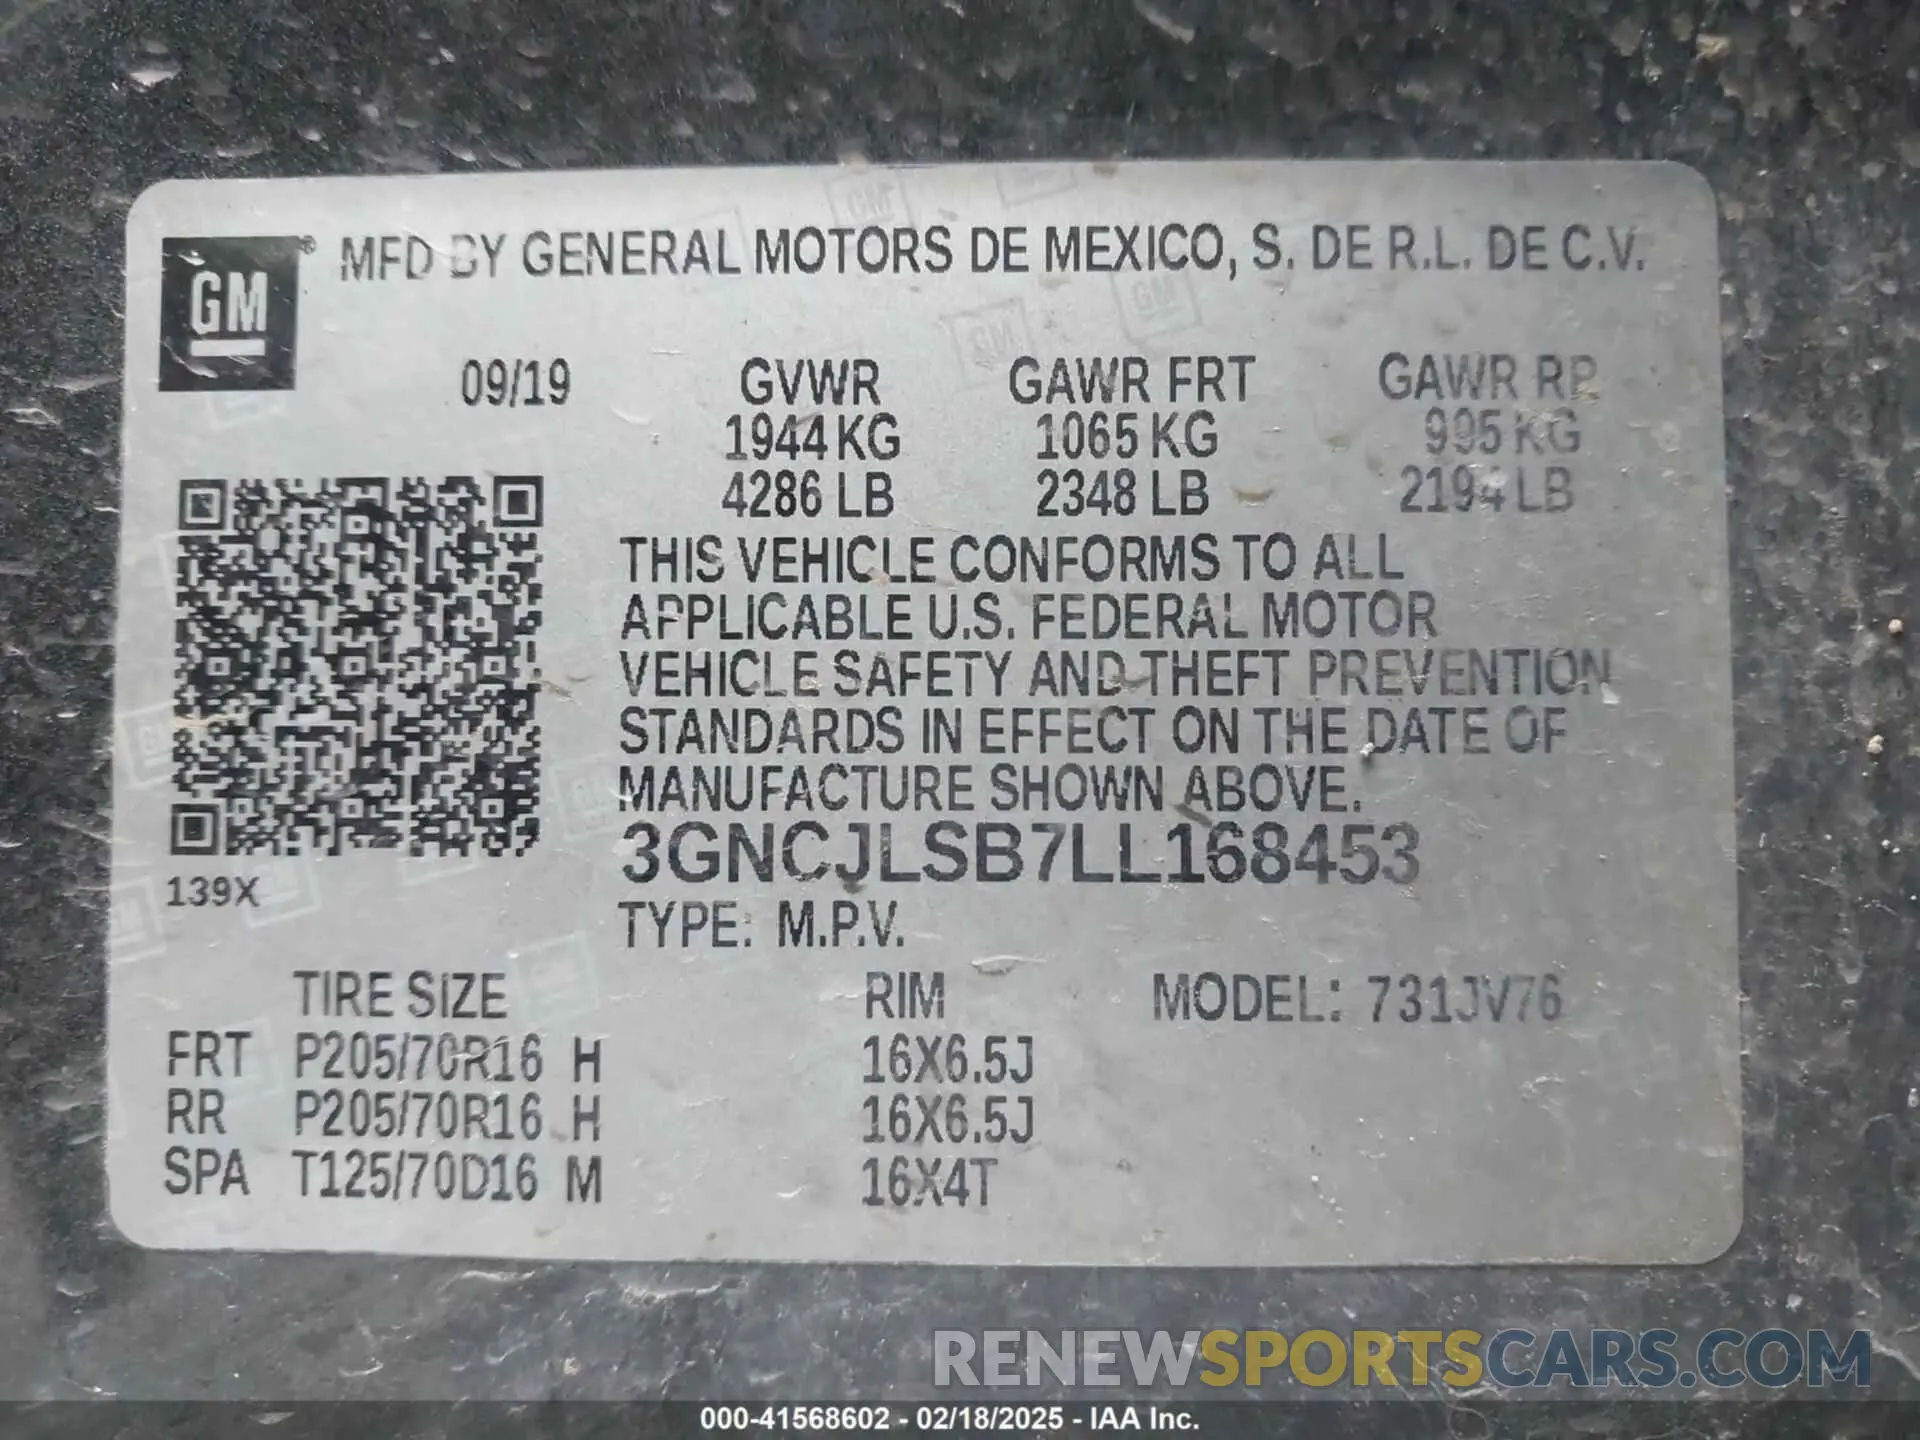 GM ® MFD BY GENERAL MOTORS DE MEXICO, S. DE R.L. DE C.V.
09/19 GVWR GAWR FRT GAWR RR
1944 KG 1065 KG 995 KG
4286 LB 2348 LB 2194 LB
THIS VEHICLE CONFORMS TO ALL
APPLICABLE U.S. FEDERAL MOTOR
VEHICLE SAFETY AND THEFT PREVENTION
STANDARDS IN EFFECT ON THE DATE OF
MANUFACTURE SHOWN ABOVE.
3GNCJLSB7LL168453
139X
TYPE: M.P.V.
TIRE SIZE RIM MODEL: 731JV76
FRT P205/70R16 H 16X6.5J
RR P205/70R16 H 16X6.5J
SPA T125/70D16 M 16X4T
RENEWSPORTSCARS.COM
000-41568602 - 02/18/2025 - IAA Inc.